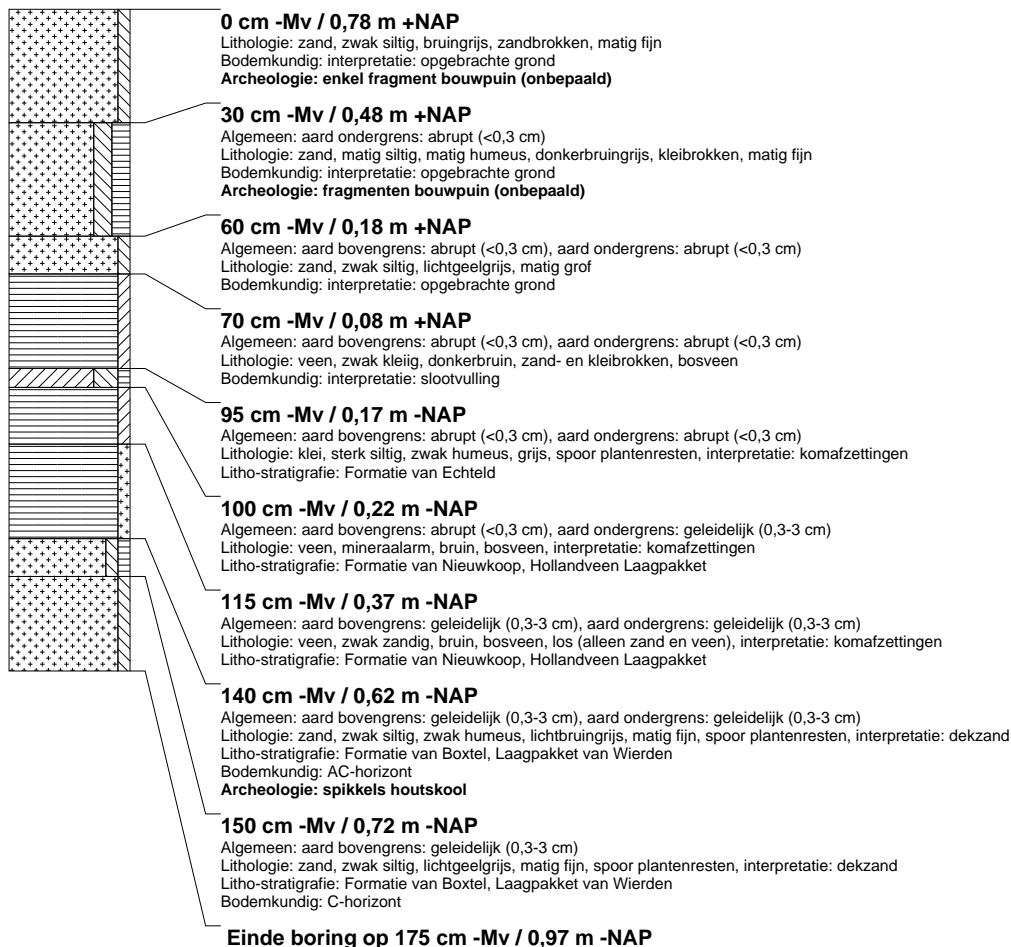 0 cm -Mv / 0,78 m +NAP
Lithologie: zand, zwak siltig, bruingrijs, zandbrokken, matig fijn
Bodemkundig: interpretatie: opgebrachte grond
Archeologie: enkel fragment bouwpuin (onbepaald)
30 cm -Mv / 0,48 m +NAP
Algemeen: aard ondergrens: abrupt (<0,3 cm)
Lithologie: zand, matig siltig, matig humeus, donkerbruingrijs, kleibrokken, matig fijn
Bodemkundig: interpretatie: opgebrachte grond
Archeologie: fragmenten bouwpuin (onbepaald)
60 cm -Mv / 0,18 m +NAP
Algemeen: aard bovengrens: abrupt (<0,3 cm), aard ondergrens: abrupt (<0,3 cm)
Lithologie: zand, zwak siltig, lichtgeelgrijs, matig grof
Bodemkundig: interpretatie: opgebrachte grond
70 cm -Mv / 0,08 m +NAP
Algemeen: aard bovengrens: abrupt (<0,3 cm), aard ondergrens: abrupt (<0,3 cm)
Lithologie: veen, zwak kleiig, donkerbruin, zand- en kleibrokken, bosveen
Bodemkundig: interpretatie: slootvulling
95 cm -Mv / 0,17 m -NAP
Algemeen: aard bovengrens: abrupt (<0,3 cm), aard ondergrens: abrupt (<0,3 cm)
Lithologie: klei, sterk siltig, zwak humeus, grijs, spoor plantenresten, interpretatie: komafzettingen
Litho-stratigrafie: Formatie van Echteld
100 cm -Mv / 0,22 m -NAP
Algemeen: aard bovengrens: abrupt (<0,3 cm), aard ondergrens: geleidelijk (0,3-3 cm)
Lithologie: veen, mineraalarm, bruin, bosveen, interpretatie: komafzettingen
Litho-stratigrafie: Formatie van Nieuwkoop, Hollandveen Laagpakket
115 cm -Mv / 0,37 m -NAP
Algemeen: aard bovengrens: geleidelijk (0,3-3 cm), aard ondergrens: geleidelijk (0,3-3 cm)
Lithologie: veen, zwak zandig, bruin, bosveen, los (alleen zand en veen), interpretatie: komafzettingen
Litho-stratigrafie: Formatie van Nieuwkoop, Hollandveen Laagpakket
140 cm -Mv / 0,62 m -NAP
Algemeen: aard bovengrens: geleidelijk (0,3-3 cm), aard ondergrens: geleidelijk (0,3-3 cm)
Lithologie: zand, zwak siltig, zwak humeus, lichtbruingrijs, matig fijn, spoor plantenresten, interpretatie: dekzand
Litho-stratigrafie: Formatie van Boxtel, Laagpakket van Wierden
Bodemkundig: AC-horizont
Archeologie: spikkels houtskool
150 cm -Mv / 0,72 m -NAP
Algemeen: aard bovengrens: geleidelijk (0,3-3 cm)
Lithologie: zand, zwak siltig, lichtgeelgrijs, matig fijn, spoor plantenresten, interpretatie: dekzand
Litho-stratigrafie: Formatie van Boxtel, Laagpakket van Wierden
Bodemkundig: C-horizont
Einde boring op 175 cm -Mv / 0,97 m -NAP